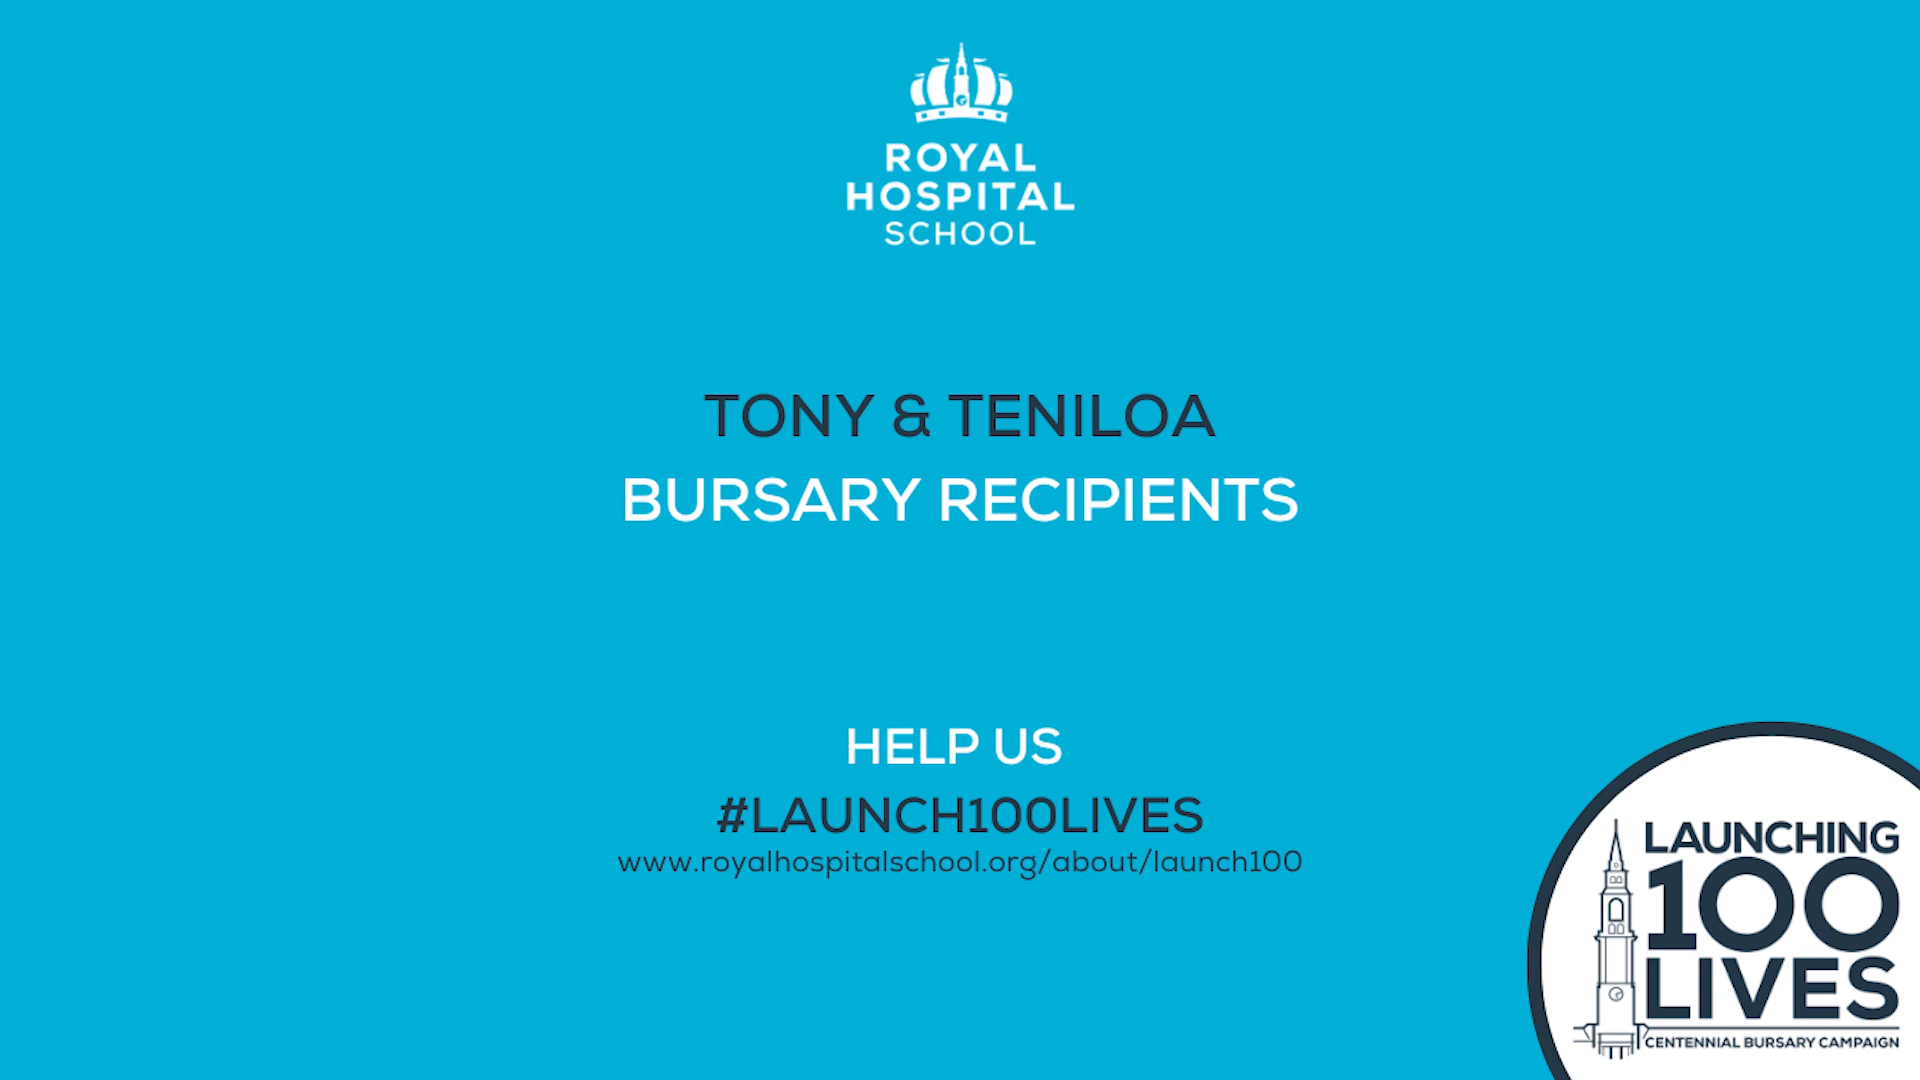 ROYAL
HOSPITAL
SCHOOL
TONY & TENILOA
BURSARY RECIPIENTS
HELP US
#LAUNCH100LIVES
www.royalhospitalschool.org/about/launch100
LAUNCHING
100
LIVES
CENTENNIAL BURSARY CAMPAIGN